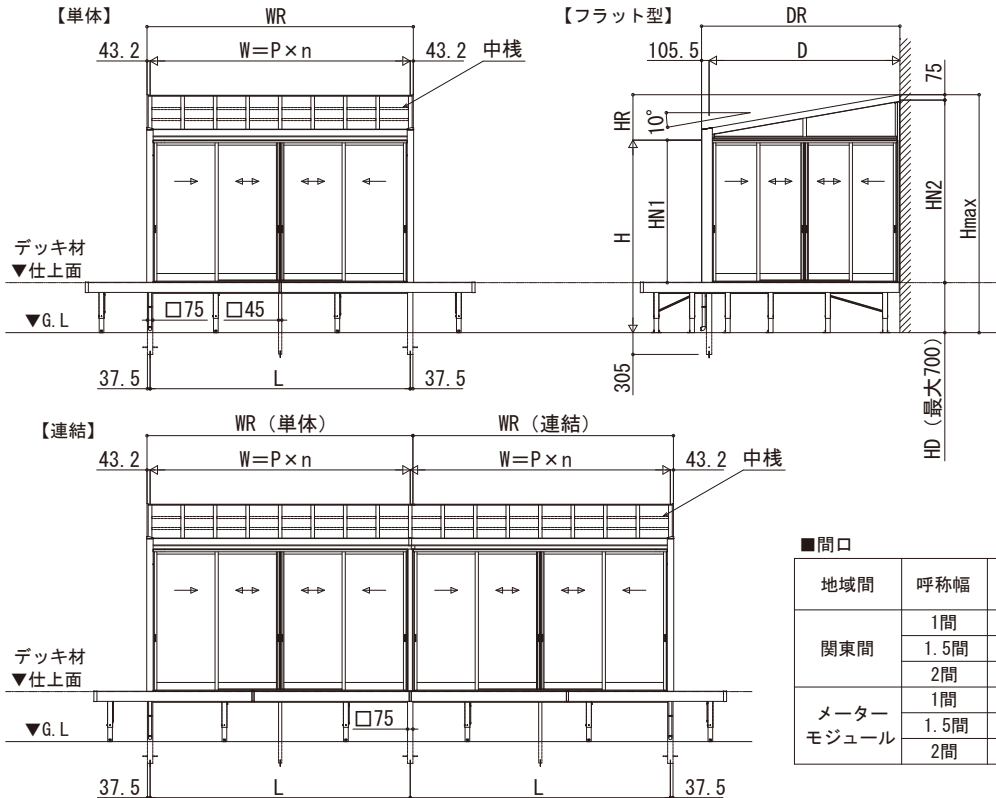 【単体】
WR
43.2
W=P×n
43.2
中桟
デッキ材
▼仕上面
□75
□45
▼G.L
37.5
L
37.5
【フラット型】
DR
105.5
D
75
HR
10°
H
HN1
HN2
Hmax
305
HD（最大700）
【連結】
WR（単体）
WR（連結）
43.2
W=P×n
W=P×n
43.2
中桟
デッキ材
▼仕上面
□75
▼G.L
37.5
L
L
37.5
■間口
地域間 呼称幅
関東間
1間
1.5間
2間
メーター
モジュール
1間
1.5間
2間